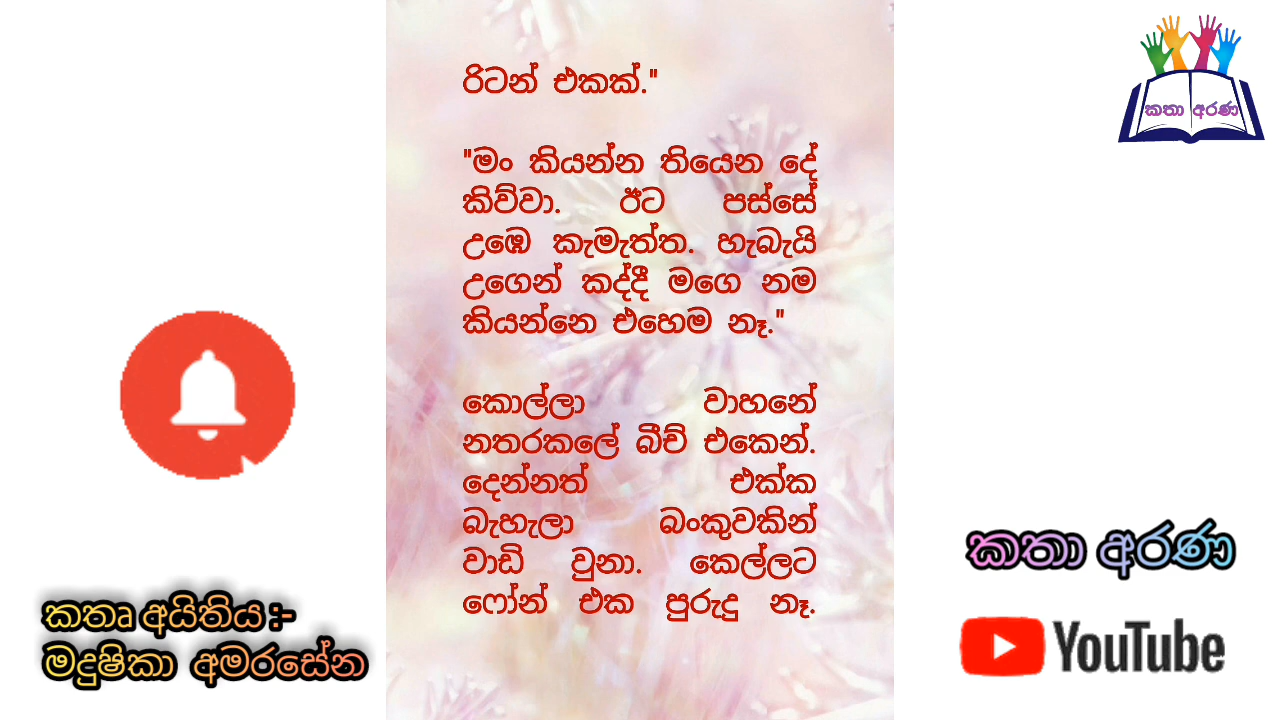 රිටන් එකක්."
"මං කියන්න තියෙන දේ
කිව්වා. ඊට පස්සේ
උඹෙ කැමැත්ත. හැබැයි
උගෙන් කද්දී මගෙ නම
කියන්නෙ එහෙම නෑ."
කොල්ලා වාහනේ
නතරකලේ බීච් එකෙන්.
දෙන්නත් එක්ක
බැහැලා බංකුවකින්
වාඩි වුනා. කෙල්ලට
ෆෝන් එක පුරුදු නෑ.
කතා අරණ
කතෘ අයිතිය :-
මදුෂිකා අමරසේන
කතා අරණ
YouTube